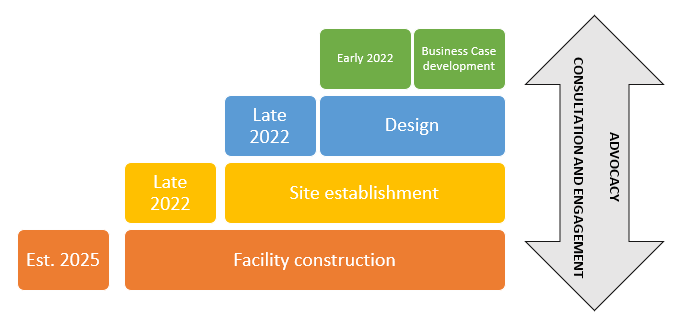 Early 2022
Business Case
development
Late
2022
Design
Late
2022
Site establishment
Est. 2025
Facility construction
CONSULTATION AND ENGAGEMENT
ADVOCACY